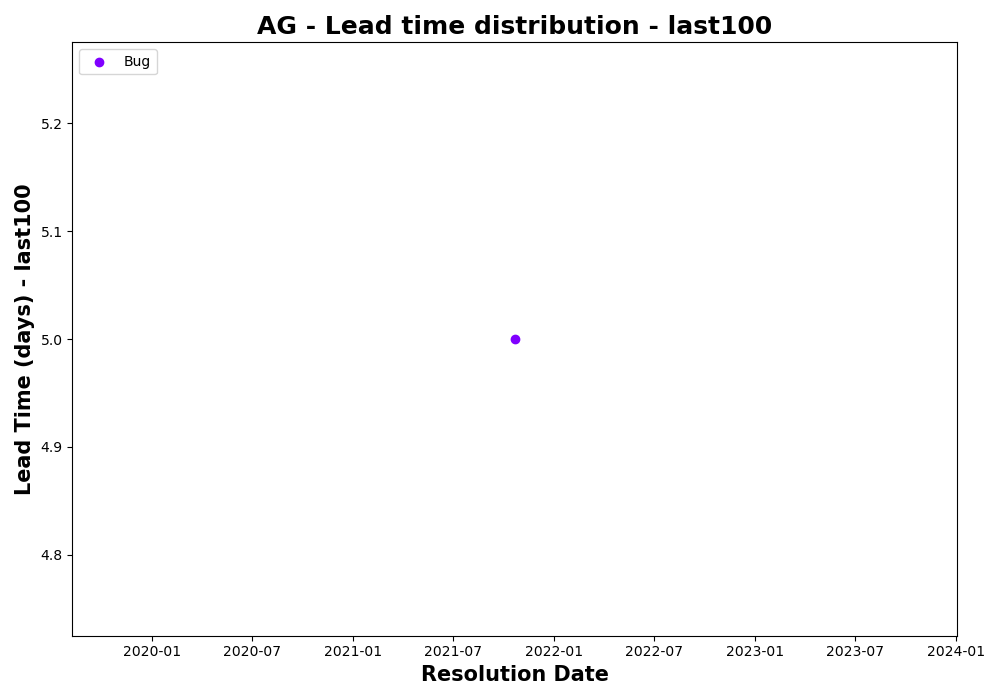 AG - Lead time distribution - last100
Bug
Lead Time (days) - last100
5.2
5.1
5.0
4.9
4.8
2020-01 2020-07 2021-01 2021-07 2022-01 2022-07 2023-01 2023-07 2024-01
Resolution Date